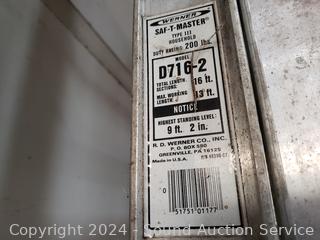 WERNER
SAF-T-MASTER®
TYPE III
HOUSEHOLD
DUTY RATING: 200 lbs.
MODEL
D716-2
TOTAL LENGTH SECTIONS: 16 ft.
MAX. WORKING LENGTH 13 ft.
NOTICE
HIGHEST STANDING LEVEL:
9 ft. 2 in.
R. D. WERNER CO., INC.
P. O. BOX 580
GREENVILLE, PA 16125
Made in U.S.A.
0 51751 01177
Copyright 2024 - Sound Auction Service